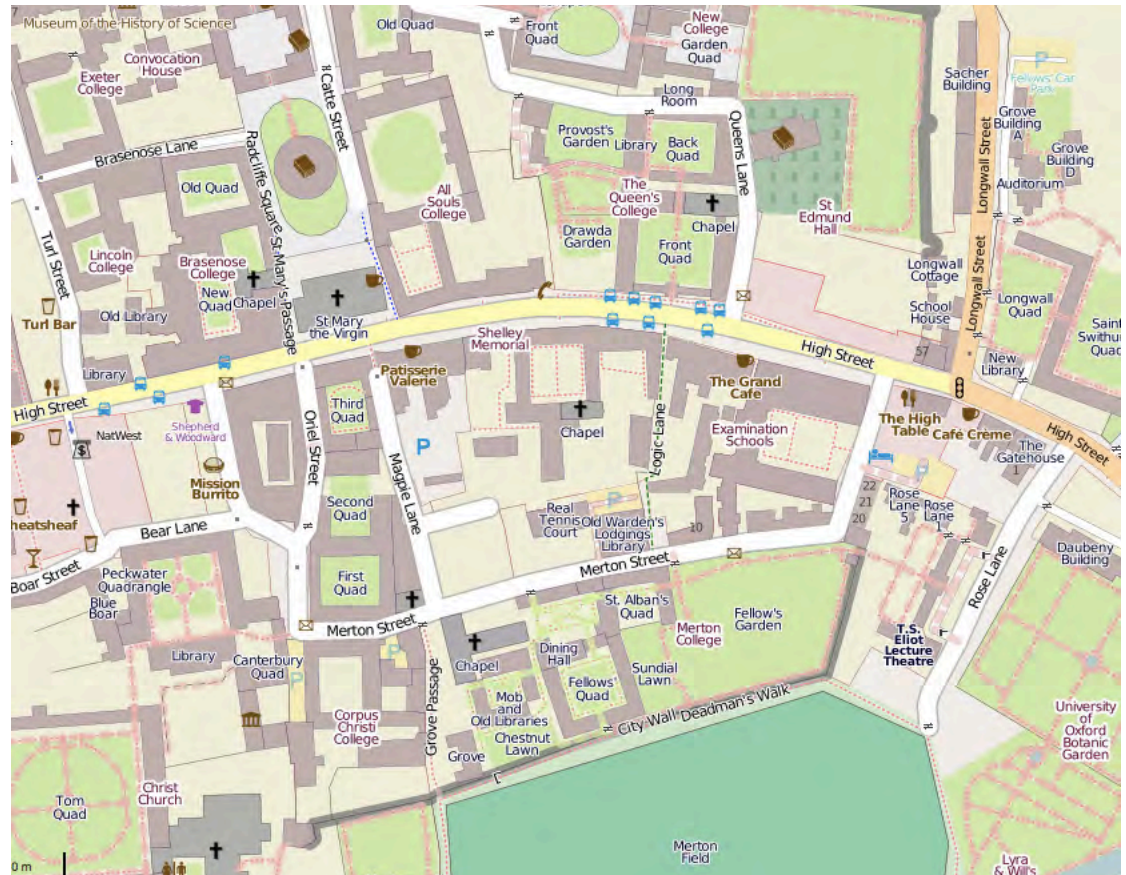 Museum of the History of Science
Convocation
House
Exeter
College
Old Quad
Catte Street
Front
Quad
New
College
Garden
Quad
Long
Room
Sacher
Building
P
Fellows' Car
Park
Grove
Building
A
Grove
Building
D
Auditorium
Longwall Street
Longwall Street
Brasenose Lane
Radcliffe Square
St Mary's Passage
Provost's
Garden
Library
Back
Quad
Queens Lane
Old Quad
All
Souls
College
The
Queen's
College
Chapel
St
Edmund
Hall
Turl Street
Lincoln
College
Brasenose
College
New
Quad
Chapel
Drawda
Garden
Front
Quad
Longwall
Cottage
Longwall
Quad
School
House
Turl Bar
Old Library
St Mary
the Virgin
Shelley
Memorial
High Street
57
New
Library
Library
Patisserie
Valerie
The Grand
Cafe
High Street
Third
Quad
The High
Table
Café Crème
High Street
NatWest
Shepherd
& Woodward
Oriel Street
P
Chapel
Logic Lane
Examination
Schools
The
Gatehouse
1
P
Mission
Burrito
Magpie Lane
22
21
20
Rose
Lane
5
Rose
Lane
1
heatsheaf
Second
Quad
P
Real
Tennis
Court
Old Warden's
Lodgings
Library
10
Bear Lane
Boar Street
Peckwater
Quadrangle
Blue
Boar
First
Quad
Merton Street
Daubeny
Building
Rose Lane
Merton Street
St. Alban's
Quad
Fellow's
Garden
Merton
College
T.S.
Eliot
Lecture
Theatre
Library
Canterbury
Quad
P
P
Chapel
Dining
Hall
Sundial
Lawn
Fellows'
Quad
Mob
and
Old Libraries
Chestnut
Lawn
Corpus
Christi
College
Grove Passage
Grove
City Wall
Deadman's Walk
University
of
Oxford
Botanic
Garden
Tom
Quad
Christ
Church
Merton
Field
Lyra
& Will's
0 m